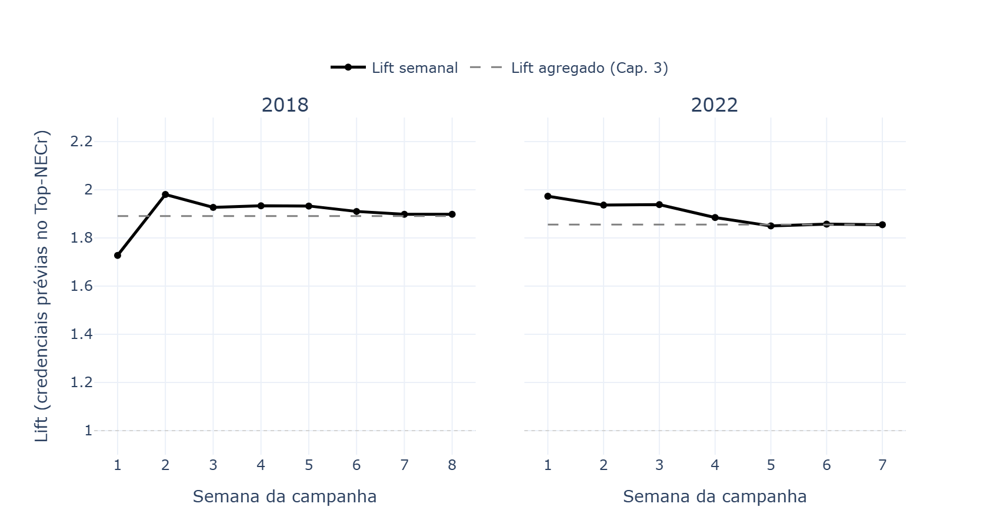 Lift semanal
Lift agregado (Cap. 3)
2018
2022
Lift (credenciais prévias no Top-NECr)
2.2
2
1.8
1.6
1.4
1.2
1
1 2 3 4 5 6 7 8
1 2 3 4 5 6 7
Semana da campanha
Semana da campanha